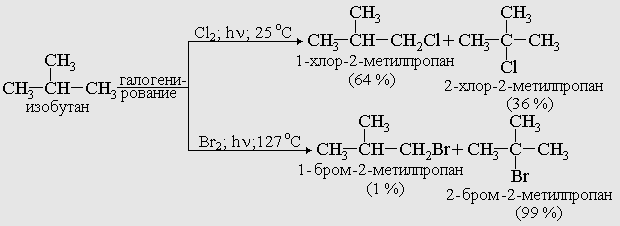 CH₃
CH₃—CH—CH₃
изобутан
галогени-
рование
Cl₂; hν; 25 °C
CH₃
CH₃—CH—CH₂Cl
1-хлор-2-метилпропан
(64 %)
+
CH₃
CH₃—C—CH₃
Cl
2-хлор-2-метилпропан
(36 %)
Br₂; hν;127 °C
CH₃
CH₃—CH—CH₂Br
1- бром-2-метилпропан
(1 %)
+
CH₃
CH₃—C—CH₃
Br
2-бром-2-метилпропан
(99 %)